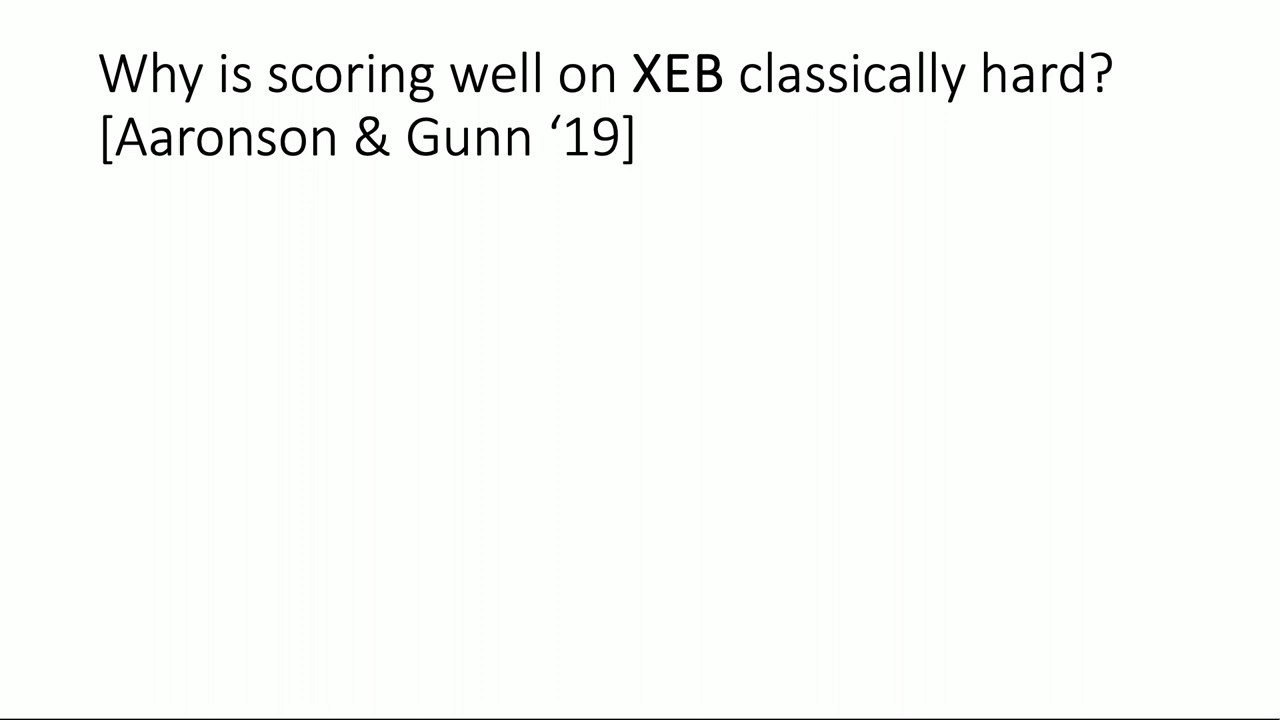 Why is scoring well on XEB classically hard?
[Aaronson & Gunn ‘19]